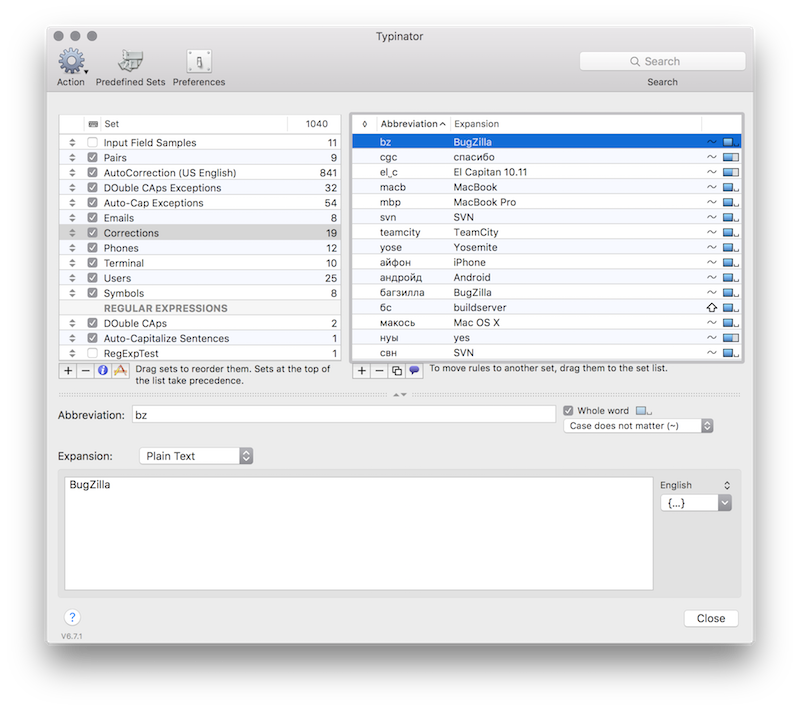 Typinator
Action Predefined Sets Preferences
Search
Search
Set 1040
Input Field Samples 11
Pairs 9
AutoCorrection (US English) 841
DOuble CAps Exceptions 32
Auto-Cap Exceptions 54
Emails 8
Corrections 19
Phones 12
Terminal 10
Users 25
Symbols 8
REGULAR EXPRESSIONS
DOuble CAps 2
Auto-Capitalize Sentences 1
RegExpTest 1
Drag sets to reorder them. Sets at the top of
the list take precedence.
Abbreviation Expansion
bz BugZilla
cgc спасибо
el_c El Capitan 10.11
macb MacBook
mbp MacBook Pro
svn SVN
teamcity TeamCity
yose Yosemite
айфон iPhone
андройд Android
багзилла BugZilla
бс buildserver
макось Mac OS X
нуы yes
свн SVN
To move rules to another set, drag them to the set list.
Abbreviation: bz
Whole word
Case does not matter (~)
Expansion: Plain Text
BugZilla
English
{...}
?
Close
V6.7.1